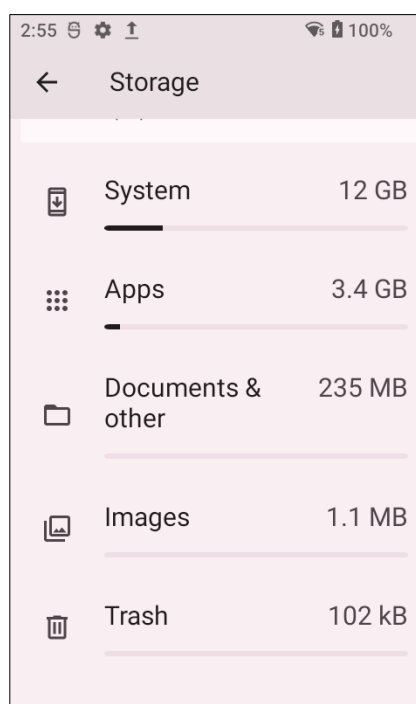 2:55 100%
Storage
System 12 GB
Apps 3.4 GB
Documents & 235 MB
other
Images 1.1 MB
Trash 102 kB